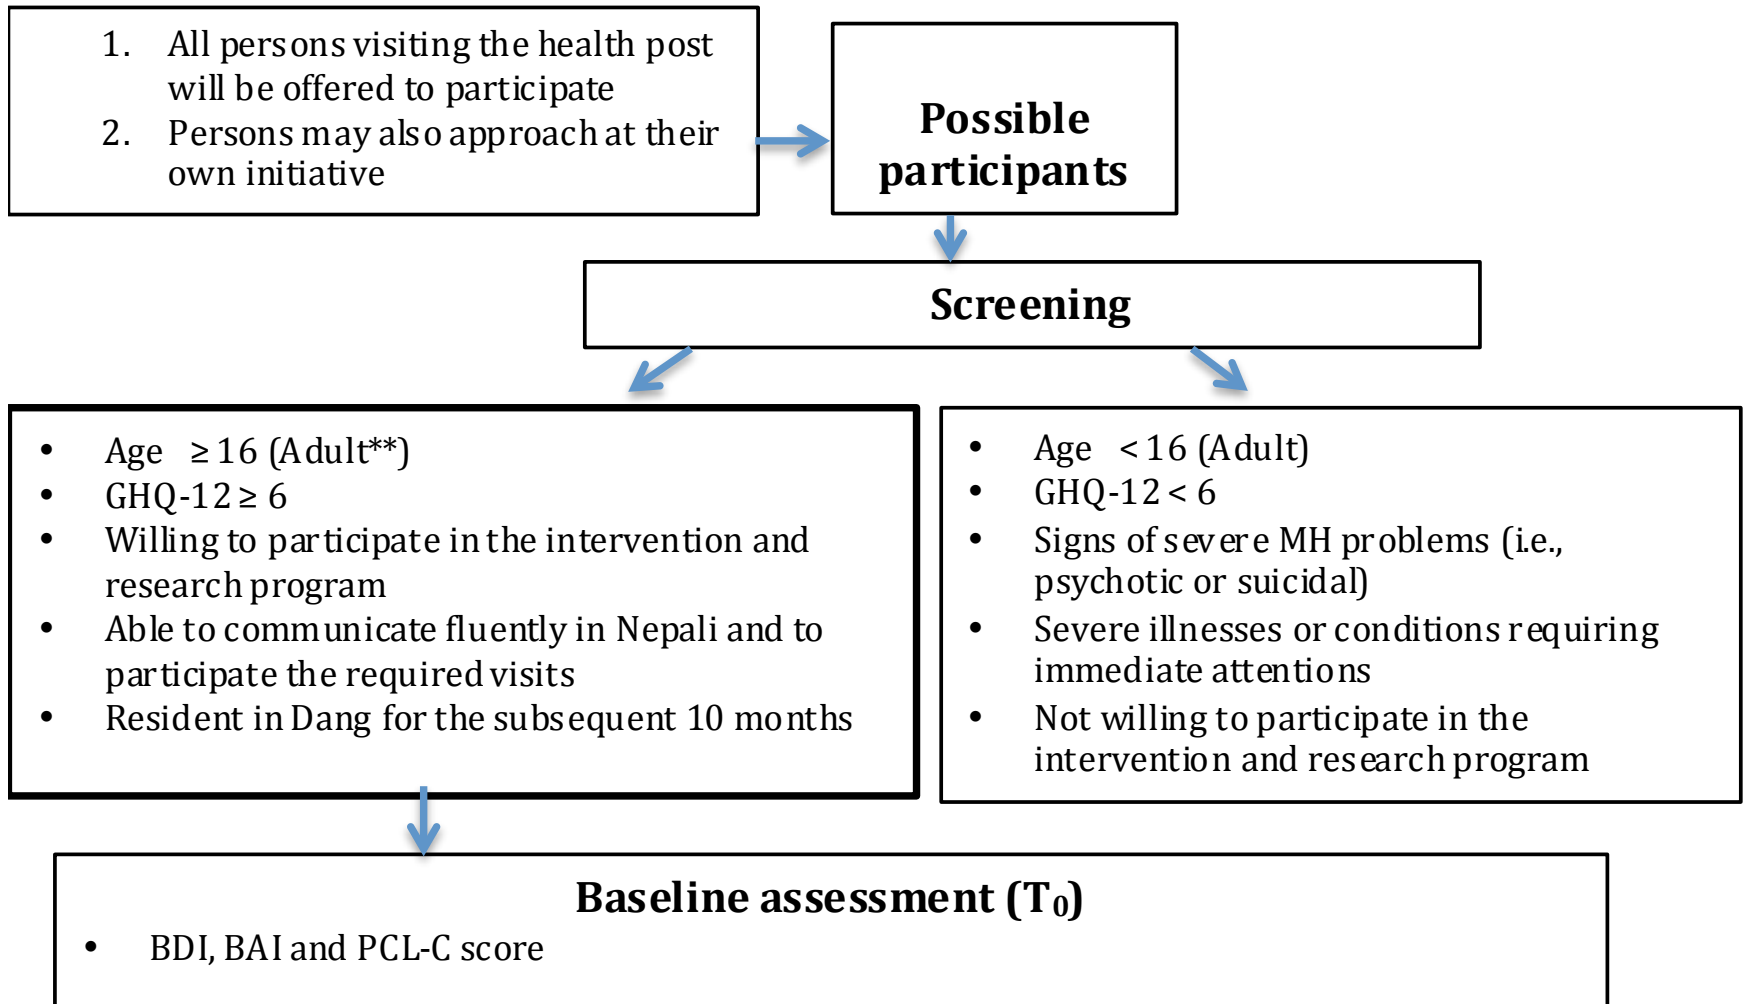 1. All persons visiting the health post
will be offered to participate
2. Persons may also approach at their
own initiative
Possible
participants
Screening
• Age ≥ 16 (Adult**)
• GHQ-12 ≥ 6
• Willing to participate in the intervention and
research program
• Able to communicate fluently in Nepali and to
participate the required visits
• Resident in Dang for the subsequent 10 months
• Age < 16 (Adult)
• GHQ-12 < 6
• Signs of severe MH problems (i.e.,
psychotic or suicidal)
• Severe illnesses or conditions requiring
immediate attentions
• Not willing to participate in the
intervention and research program
Baseline assessment (T₀)
• BDI, BAI and PCL-C score